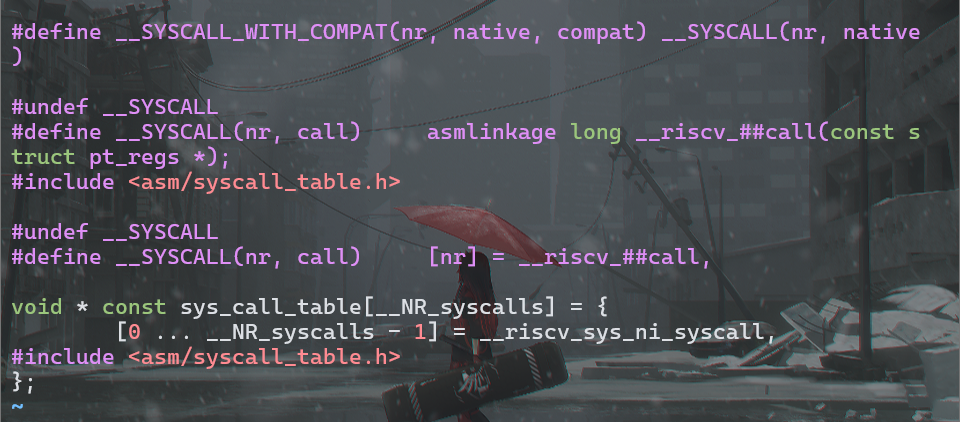 #define __SYSCALL_WITH_COMPAT(nr, native, compat) __SYSCALL(nr, native
)
#undef __SYSCALL
#define __SYSCALL(nr, call)     asmlinkage long __riscv_##call(const s
truct pt_regs *);
#include <asm/syscall_table.h>
#undef __SYSCALL
#define __SYSCALL(nr, call)     [nr] = __riscv_##call,
void * const sys_call_table[__NR_syscalls] = {
        [0 ... __NR_syscalls - 1] = __riscv_sys_ni_syscall,
#include <asm/syscall_table.h>
};
~